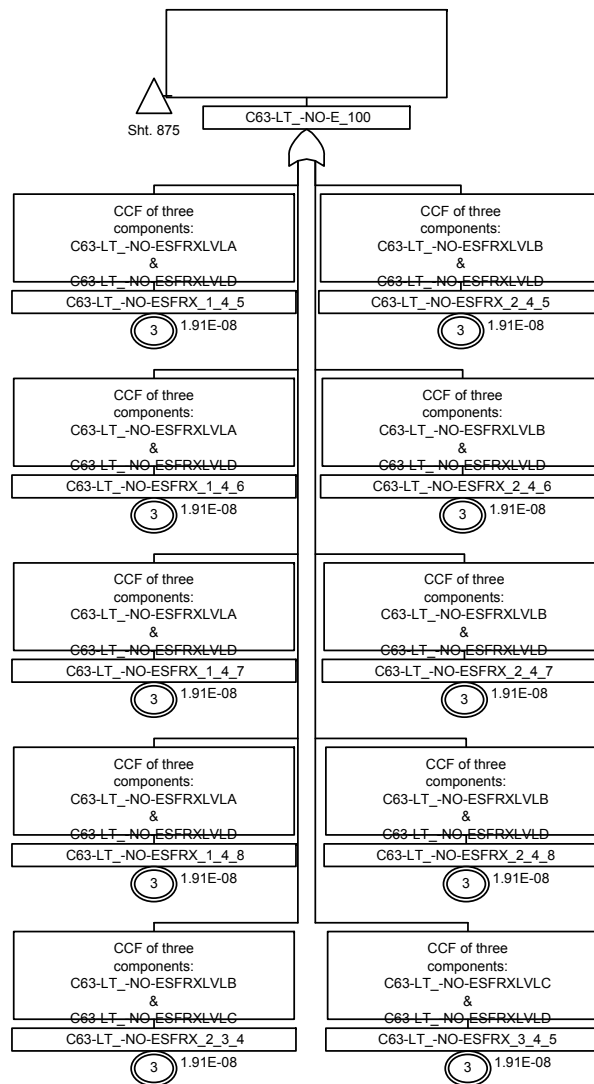 C63-LT_-NO-E_100
Sht. 875
CCF of three
components:
C63-LT_-NO-ESFRXLVLA
&
C63-LT_-NO-ESFRXLVLD
C63-LT_-NO-ESFRX_1_4_5
3
1.91E-08
CCF of three
components:
C63-LT_-NO-ESFRXLVLB
&
C63-LT_-NO-ESFRXLVLD
C63-LT_-NO-ESFRX_2_4_5
3
1.91E-08
CCF of three
components:
C63-LT_-NO-ESFRXLVLA
&
C63-LT_-NO-ESFRXLVLD
C63-LT_-NO-ESFRX_1_4_6
3
1.91E-08
CCF of three
components:
C63-LT_-NO-ESFRXLVLB
&
C63-LT_-NO-ESFRXLVLD
C63-LT_-NO-ESFRX_2_4_6
3
1.91E-08
CCF of three
components:
C63-LT_-NO-ESFRXLVLA
&
C63-LT_-NO-ESFRXLVLD
C63-LT_-NO-ESFRX_1_4_7
3
1.91E-08
CCF of three
components:
C63-LT_-NO-ESFRXLVLB
&
C63-LT_-NO-ESFRXLVLD
C63-LT_-NO-ESFRX_2_4_7
3
1.91E-08
CCF of three
components:
C63-LT_-NO-ESFRXLVLA
&
C63-LT_-NO-ESFRXLVLD
C63-LT_-NO-ESFRX_1_4_8
3
1.91E-08
CCF of three
components:
C63-LT_-NO-ESFRXLVLB
&
C63-LT_-NO-ESFRXLVLD
C63-LT_-NO-ESFRX_2_4_8
3
1.91E-08
CCF of three
components:
C63-LT_-NO-ESFRXLVLB
&
C63-LT_-NO-ESFRXLVLC
C63-LT_-NO-ESFRX_2_3_4
3
1.91E-08
CCF of three
components:
C63-LT_-NO-ESFRXLVLC
&
C63-LT_-NO-ESFRXLVLD
C63-LT_-NO-ESFRX_3_4_5
3
1.91E-08